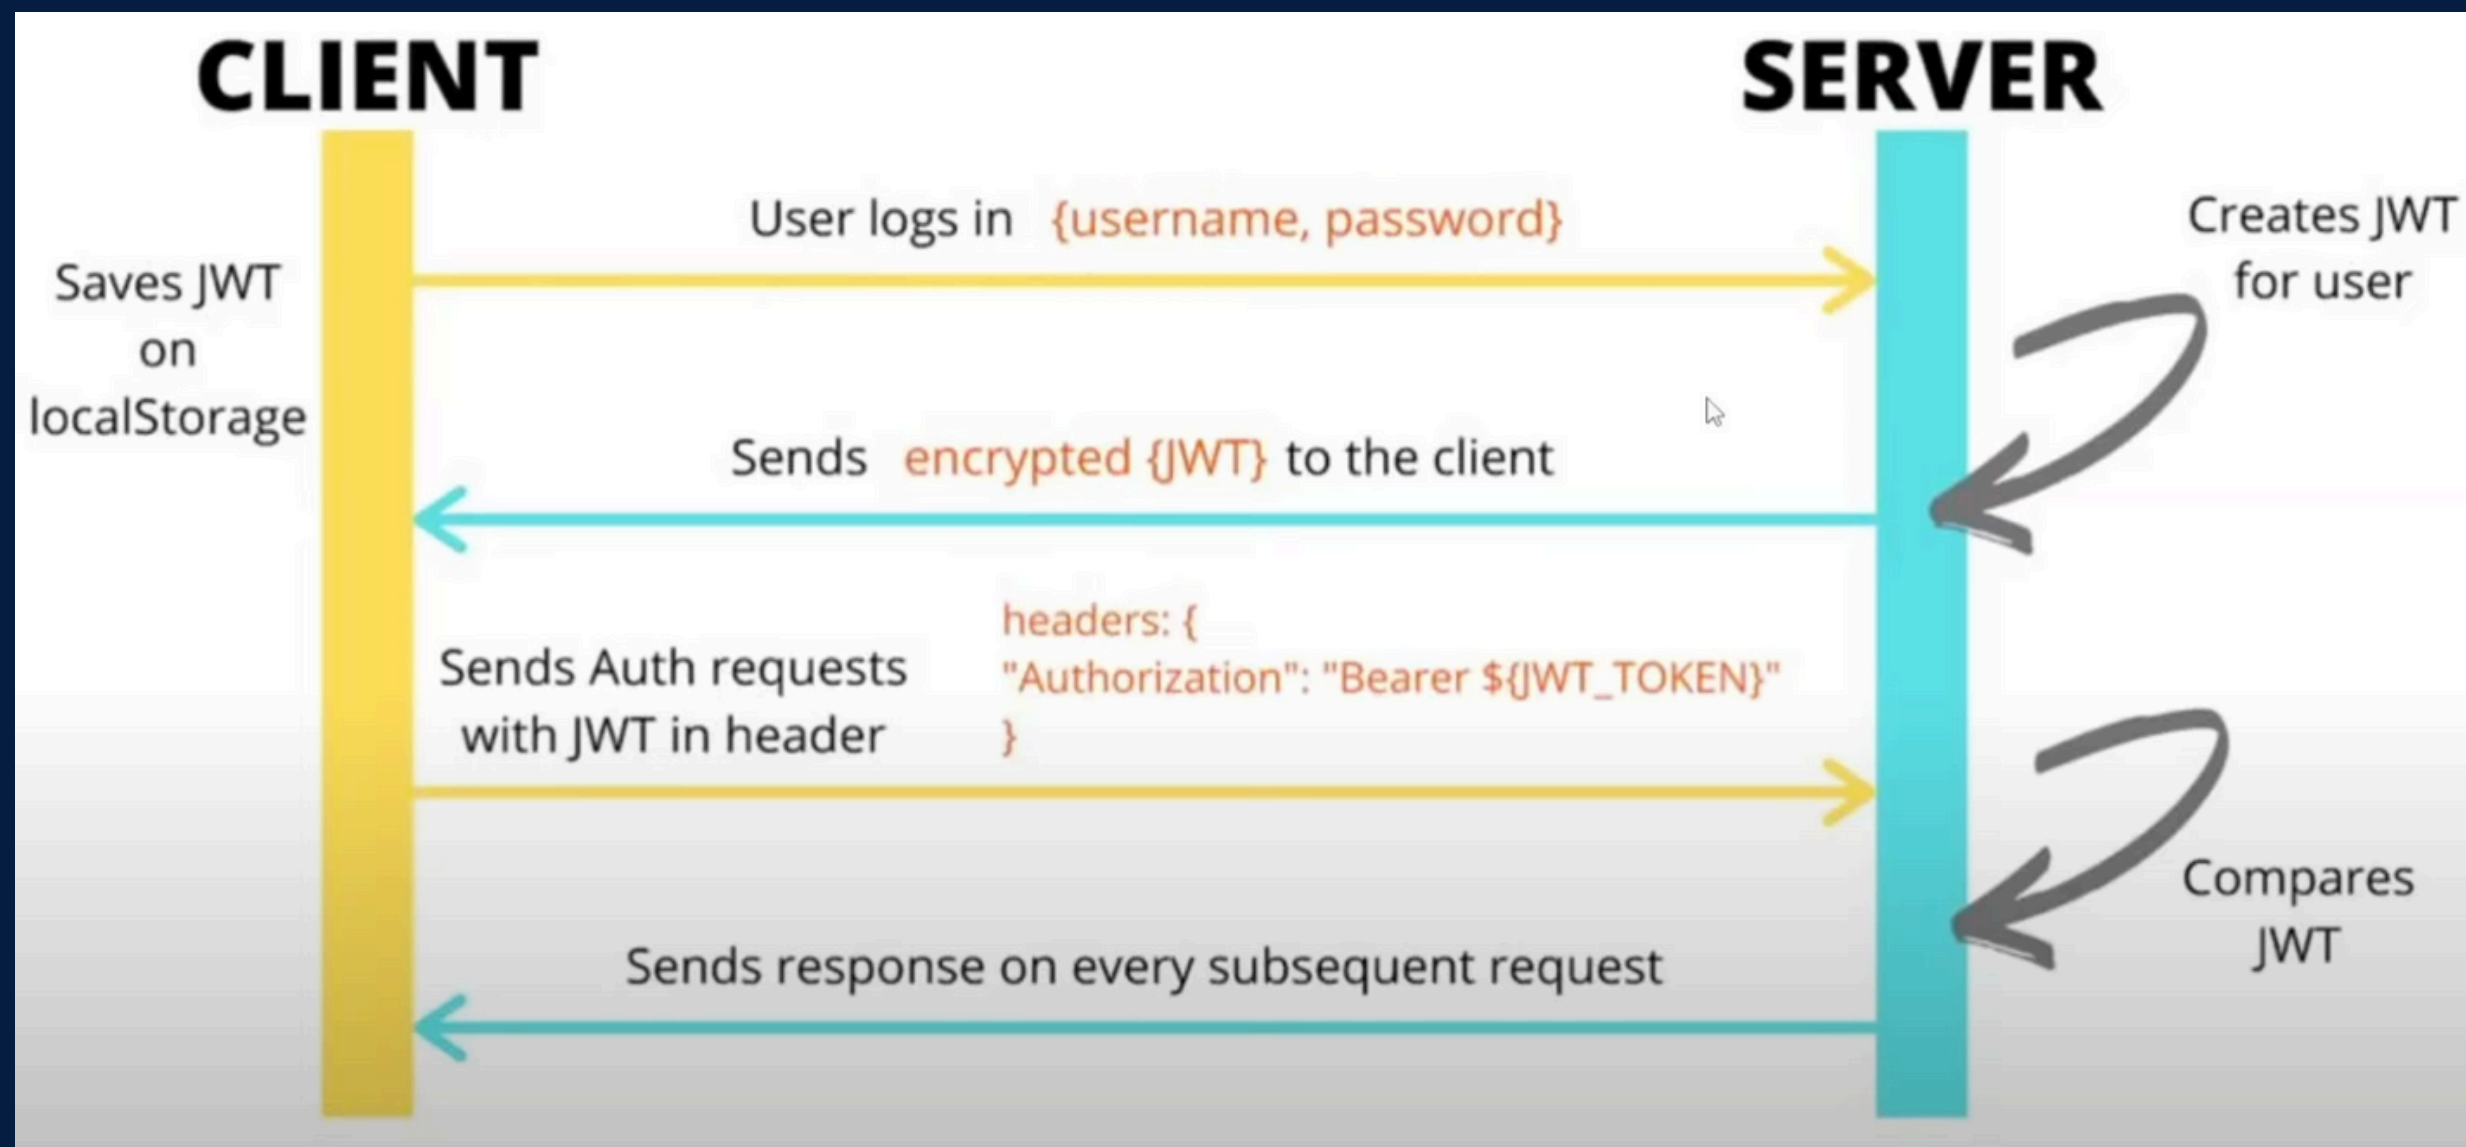 CLIENT
SERVER
User logs in {username, password}
Creates JWT
for user
Saves JWT
on
localStorage
Sends encrypted {JWT} to the client
Sends Auth requests
with JWT in header
headers: {
"Authorization": "Bearer ${JWT_TOKEN}"
}
Compares
JWT
Sends response on every subsequent request